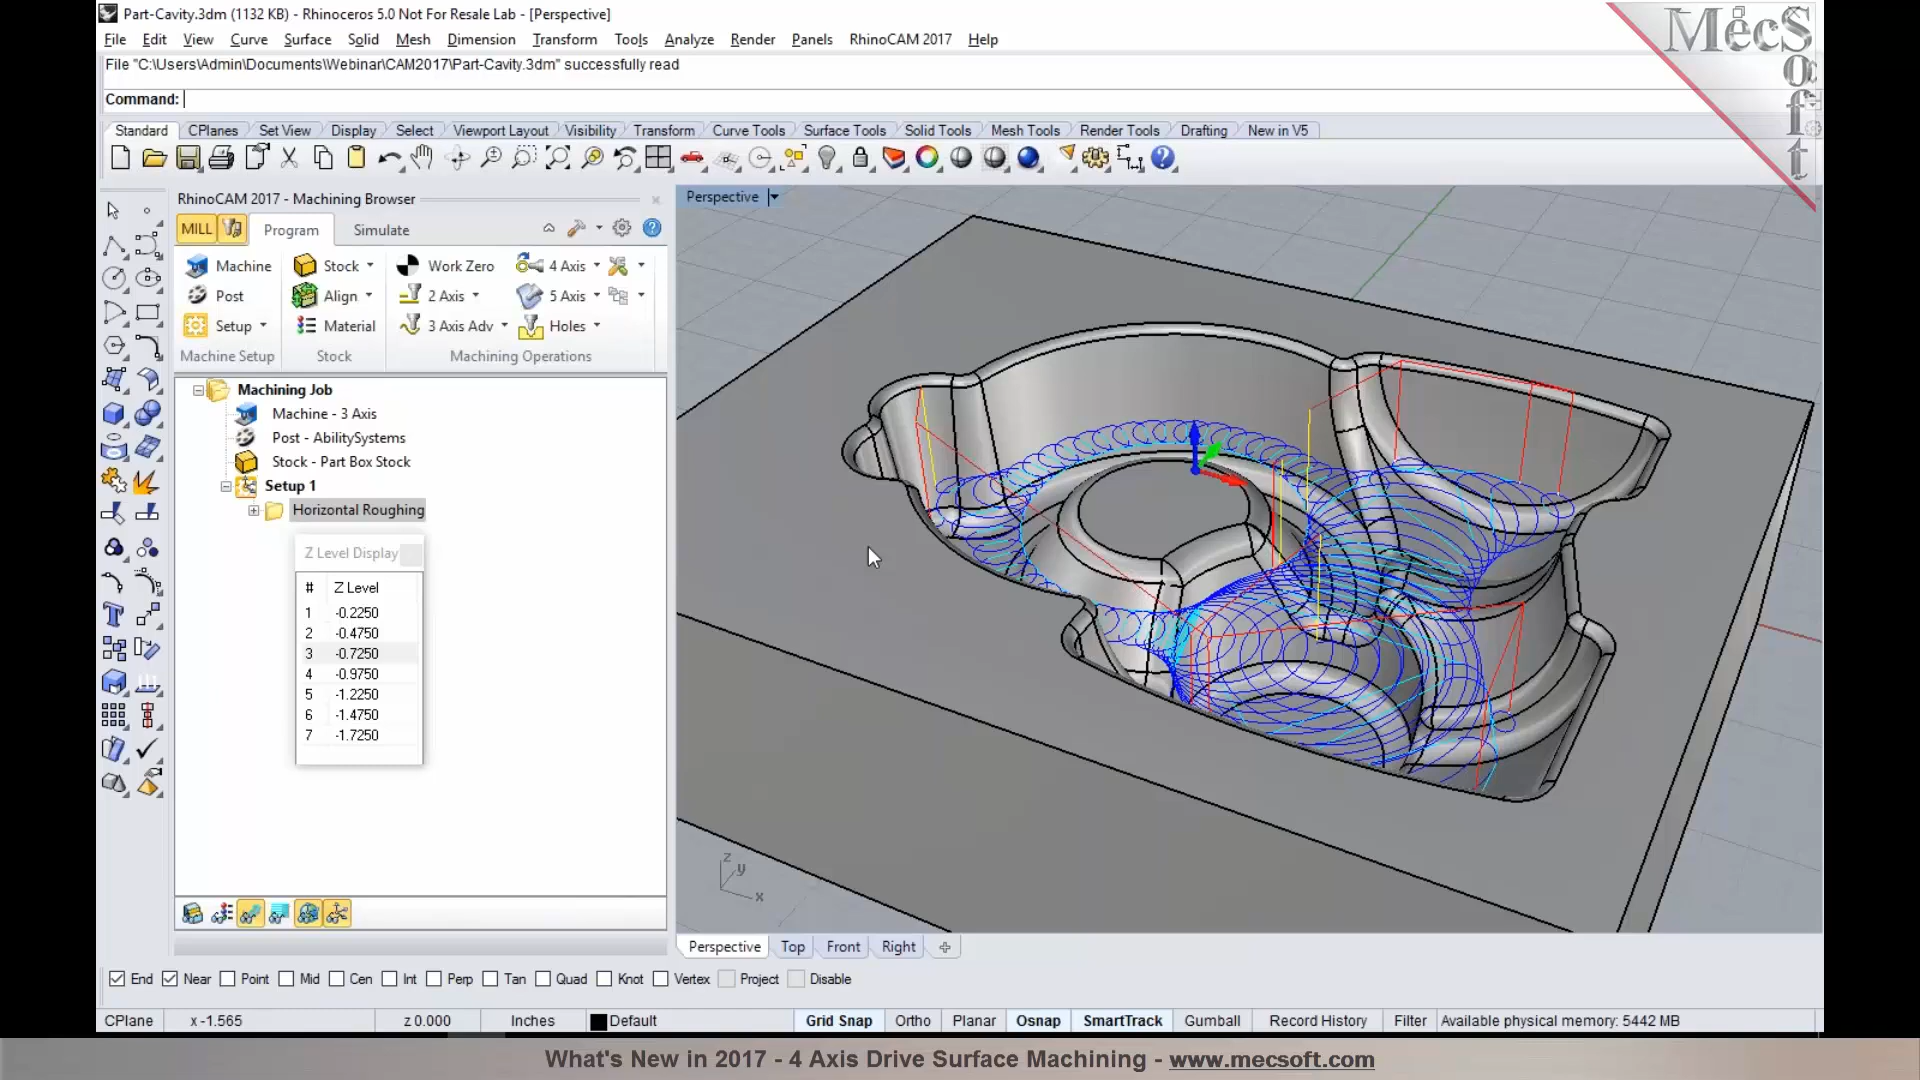 Part-Cavity.3dm (1132 KB) - Rhinoceros 5.0 Not For Resale Lab - [Perspective]
File Edit View Curve Surface Solid Mesh Dimension Transform Tools Analyze Render Panels RhinoCAM 2017 Help
File "C:\Users\Admin\Documents\Webinar\CAM2017\Part-Cavity.3dm" successfully read
Command:
Standard CPlanes Set View Display Select Viewport Layout Visibility Transform Curve Tools Surface Tools Solid Tools Mesh Tools Render Tools Drafting New in V5
MecSoft
RhinoCAM 2017 - Machining Browser
MILL Program Simulate
Machine Stock Work Zero 4 Axis
Post Align 2 Axis 5 Axis
Setup Material 3 Axis Adv Holes
Machine Setup Stock Machining Operations
Machining Job
Machine - 3 Axis
Post - AbilitySystems
Stock - Part Box Stock
Setup 1
Horizontal Roughing
Z Level Display
# Z Level
1 -0.2250
2 -0.4750
3 -0.7250
4 -0.9750
5 -1.2250
6 -1.4750
7 -1.7250
Perspective
z
y
x
Perspective Top Front Right
End Near Point Mid Cen Int Perp Tan Quad Knot Vertex Project Disable
CPlane x -1.565 z 0.000 Inches Default Grid Snap Ortho Planar Osnap SmartTrack Gumball Record History Filter Available physical memory: 5442 MB
What's New in 2017 - 4 Axis Drive Surface Machining - www.mecsoft.com